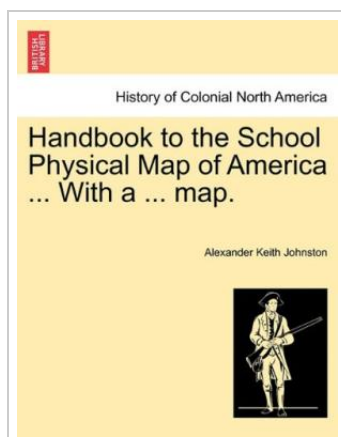 BRITISH
LIBRARY
History of Colonial North America
Handbook to the School
Physical Map of America
... With a ... map.
Alexander Keith Johnston